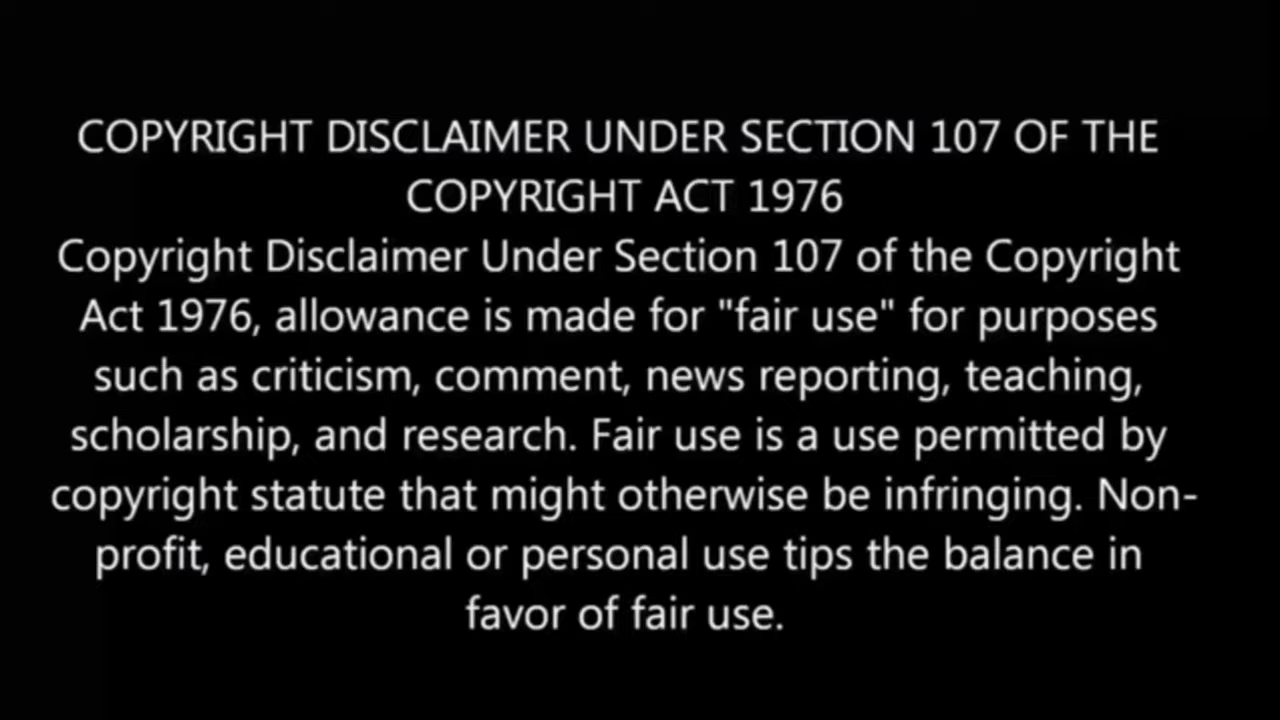 COPYRIGHT DISCLAIMER UNDER SECTION 107 OF THE
COPYRIGHT ACT 1976
Copyright Disclaimer Under Section 107 of the Copyright
Act 1976, allowance is made for "fair use" for purposes
such as criticism, comment, news reporting, teaching,
scholarship, and research. Fair use is a use permitted by
copyright statute that might otherwise be infringing. Non-
profit, educational or personal use tips the balance in
favor of fair use.